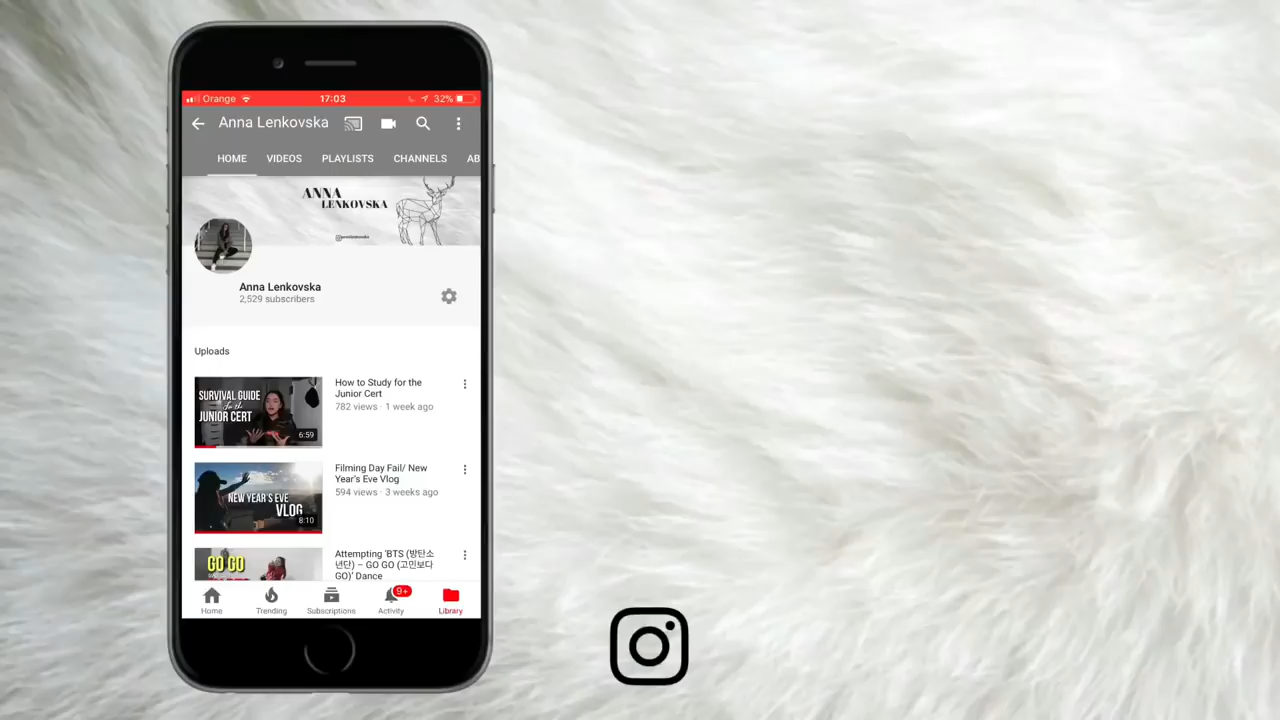 Orange
17:03
32%
Anna Lenkovska
HOME
VIDEOS
PLAYLISTS
CHANNELS
AB
ANNA
LENKOVSKA
Anna Lenkovska
2,529 subscribers
Uploads
SURVIVAL GUIDE
for the
JUNIOR CERT
6:59
How to Study for the
Junior Cert
782 views · 1 week ago
NEW YEAR'S EVE
VLOG
8:10
Filming Day Fail/ New
Year's Eve Vlog
594 views · 3 weeks ago
GO GO
Attempting 'BTS (방탄소
년단) – GO GO (고민보다
GO)' Dance
Home
Trending
Subscriptions
9+
Activity
Library